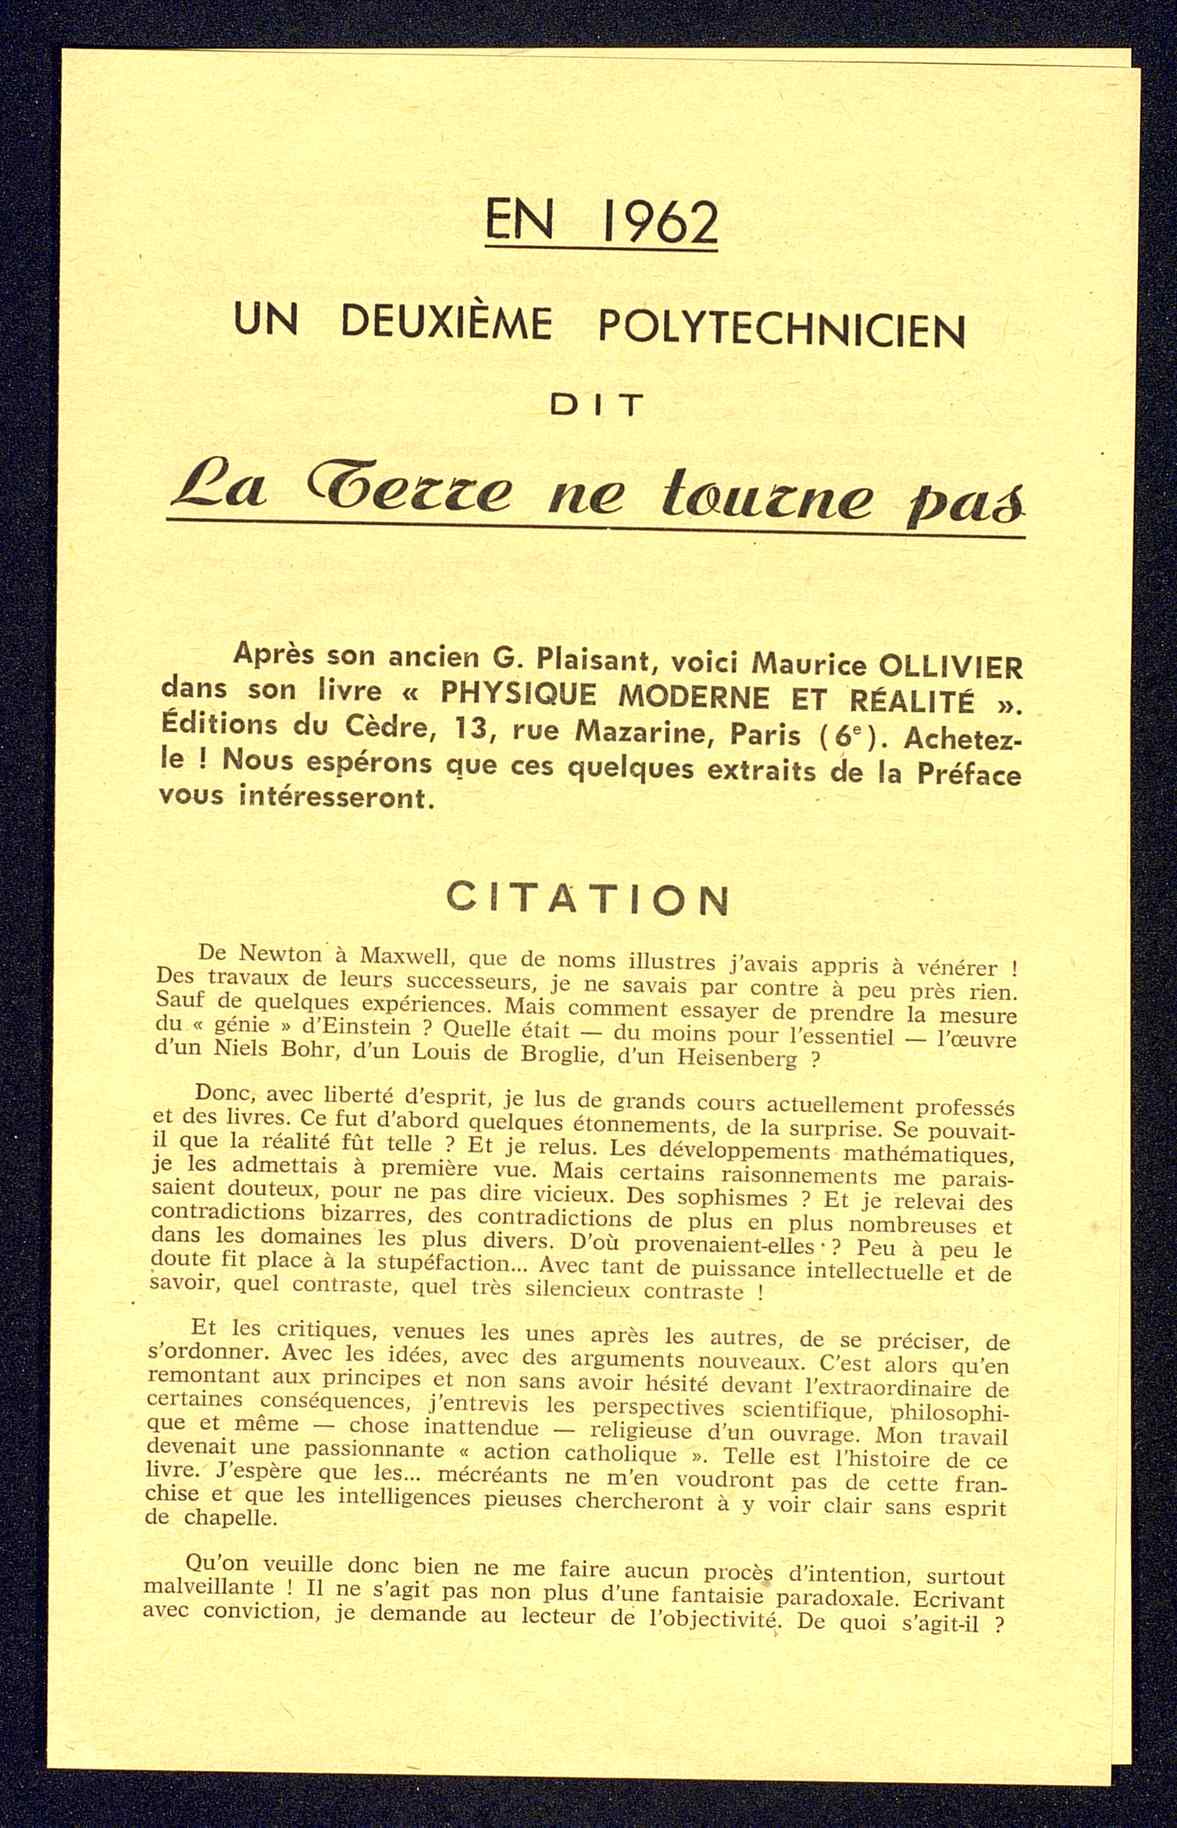 EN 1962
UN DEUXIÈME POLYTECHNICIEN
DIT
La Terre ne tourne pas
Après son ancien G. Plaisant, voici Maurice OLLIVIER
dans son livre « PHYSIQUE MODERNE ET RÉALITÉ ».
Éditions du Cèdre, 13, rue Mazarine, Paris (6e). Achetez-
le ! Nous espérons que ces quelques extraits de la Préface
vous intéresseront.
CITATION
De Newton à Maxwell, que de noms illustres j'avais appris à vénérer !
Des travaux de leurs successeurs, je ne savais par contre à peu près rien.
Sauf de quelques expériences. Mais comment essayer de prendre la mesure
du « génie » d'Einstein ? Quelle était — du moins pour l'essentiel — l'œuvre
d'un Niels Bohr, d'un Louis de Broglie, d'un Heisenberg ?
Donc, avec liberté d'esprit, je lus de grands cours actuellement professés
et des livres. Ce fut d'abord quelques étonnements, de la surprise. Se pouvait-
il que la réalité fût telle ? Et je relus. Les développements mathématiques,
je les admettais à première vue. Mais certains raisonnements me parais-
saient douteux, pour ne pas dire vicieux. Des sophismes ? Et je relevai des
contradictions bizarres, des contradictions de plus en plus nombreuses et
dans les domaines les plus divers. D'où provenaient-elles ? Peu à peu le
doute fit place à la stupéfaction... Avec tant de puissance intellectuelle et de
savoir, quel contraste, quel très silencieux contraste !
Et les critiques, venues les unes après les autres, de se préciser, de
s'ordonner. Avec les idées, avec des arguments nouveaux. C'est alors qu'en
remontant aux principes et non sans avoir hésité devant l'extraordinaire de
certaines conséquences, j'entrevis les perspectives scientifique, philosophi-
que et même — chose inattendue — religieuse d'un ouvrage. Mon travail
devenait une passionnante « action catholique ». Telle est l'histoire de ce
livre. J'espère que les... mécréants ne m'en voudront pas de cette fran-
chise et que les intelligences pieuses chercheront à y voir clair sans esprit
de chapelle.
Qu'on veuille donc bien ne me faire aucun procès d'intention, surtout
malveillante ! Il ne s'agit pas non plus d'une fantaisie paradoxale. Ecrivant
avec conviction, je demande au lecteur de l'objectivité. De quoi s'agit-il ?